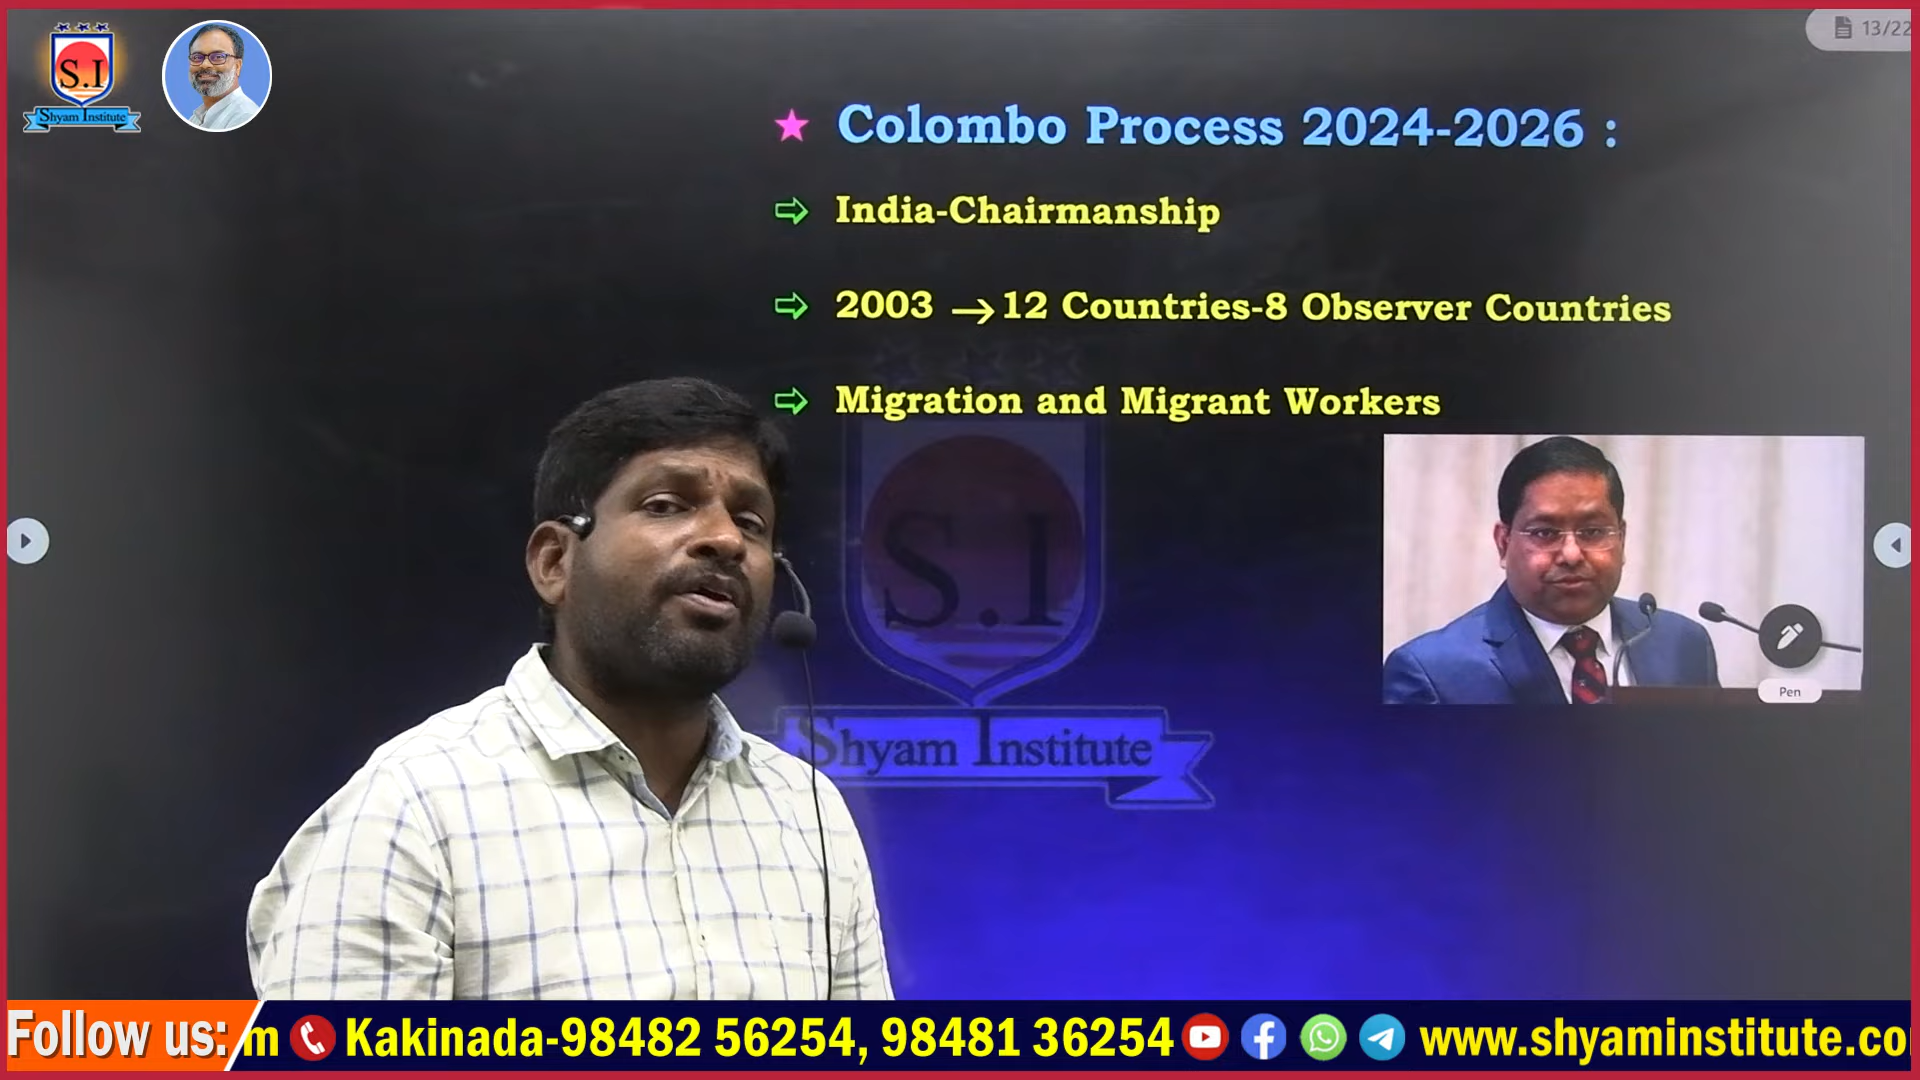 S.I
Shyam Institute
13/22
★ Colombo Process 2024-2026 :
⇨ India-Chairmanship
⇨ 2003 →12 Countries-8 Observer Countries
⇨ Migration and Migrant Workers
S.I
Shyam Institute
Pen
Follow us: m Kakinada-98482 56254, 98481 36254 www.shyaminstitute.co